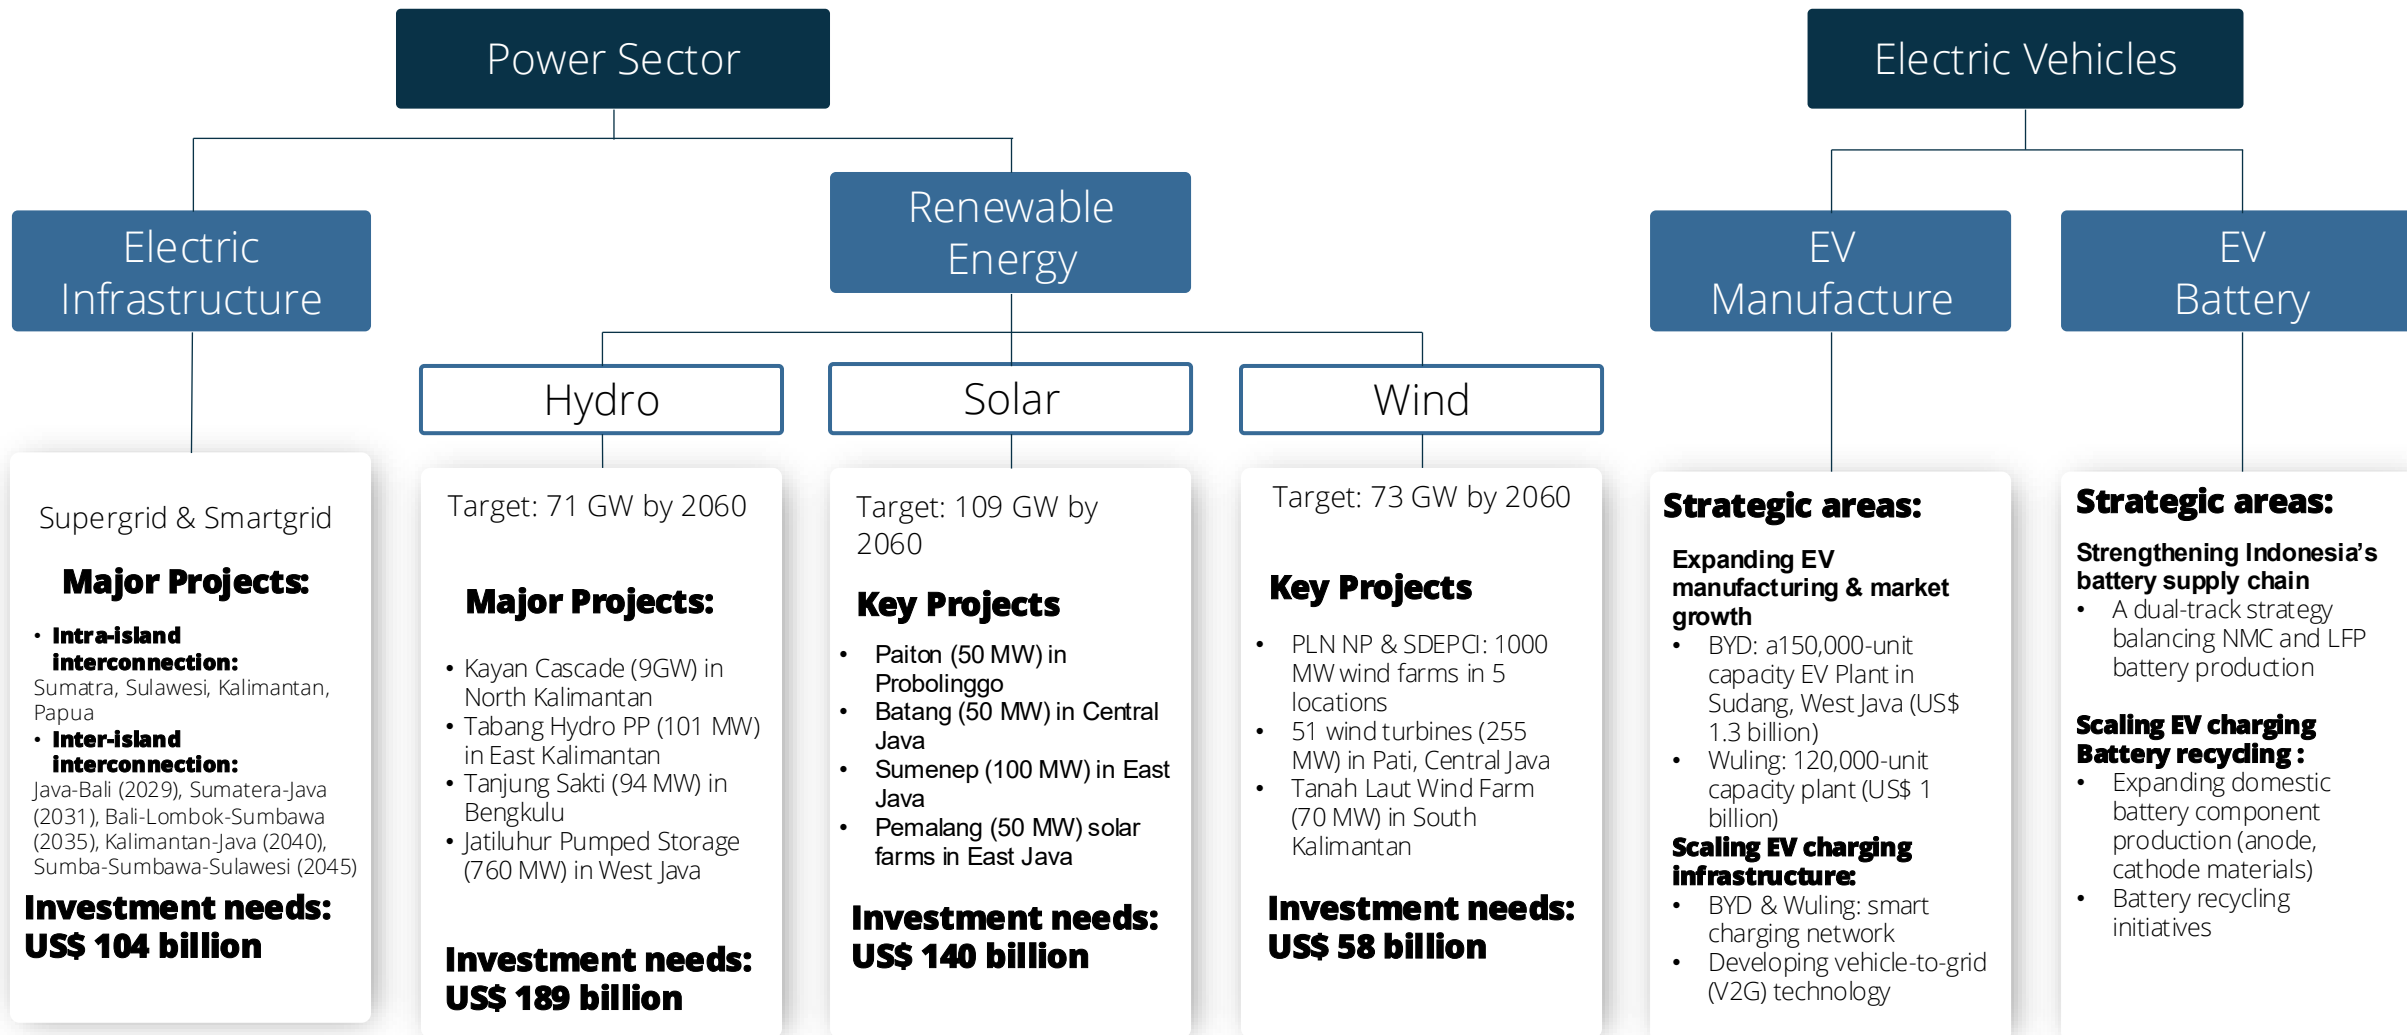 Power Sector
Electric Vehicles
Electric
Infrastructure
Renewable
Energy
EV
Manufacture
EV
Battery
Hydro
Solar
Wind
Supergrid & Smartgrid
Major Projects:
• Intra-island
interconnection:
Sumatra, Sulawesi, Kalimantan,
Papua
• Inter-island
interconnection:
Java-Bali (2029), Sumatera-Java
(2031), Bali-Lombok-Sumbawa
(2035), Kalimantan-Java (2040),
Sumba-Sumbawa-Sulawesi (2045)
Investment needs:
US$ 104 billion
Target: 71 GW by 2060
Major Projects:
• Kayan Cascade (9GW) in
North Kalimantan
• Tabang Hydro PP (101 MW)
in East Kalimantan
• Tanjung Sakti (94 MW) in
Bengkulu
• Jatiluhur Pumped Storage
(760 MW) in West Java
Investment needs:
US$ 189 billion
Target: 109 GW by
2060
Key Projects
• Paiton (50 MW) in
Probolinggo
• Batang (50 MW) in Central
Java
• Sumenep (100 MW) in East
Java
• Pemalang (50 MW) solar
farms in East Java
Investment needs:
US$ 140 billion
Target: 73 GW by 2060
Key Projects
• PLN NP & SDEPCI: 1000
MW wind farms in 5
locations
• 51 wind turbines (255
MW) in Pati, Central Java
• Tanah Laut Wind Farm
(70 MW) in South
Kalimantan
Investment needs:
US$ 58 billion
Strategic areas:
Expanding EV
manufacturing & market
growth
• BYD: a150,000-unit
capacity EV Plant in
Sudang, West Java (US$
1.3 billion)
• Wuling: 120,000-unit
capacity plant (US$ 1
billion)
Scaling EV charging
infrastructure:
• BYD & Wuling: smart
charging network
• Developing vehicle-to-grid
(V2G) technology
Strategic areas:
Strengthening Indonesia’s
battery supply chain
• A dual-track strategy
balancing NMC and LFP
battery production
Scaling EV charging
Battery recycling :
• Expanding domestic
battery component
production (anode,
cathode materials)
• Battery recycling
initiatives